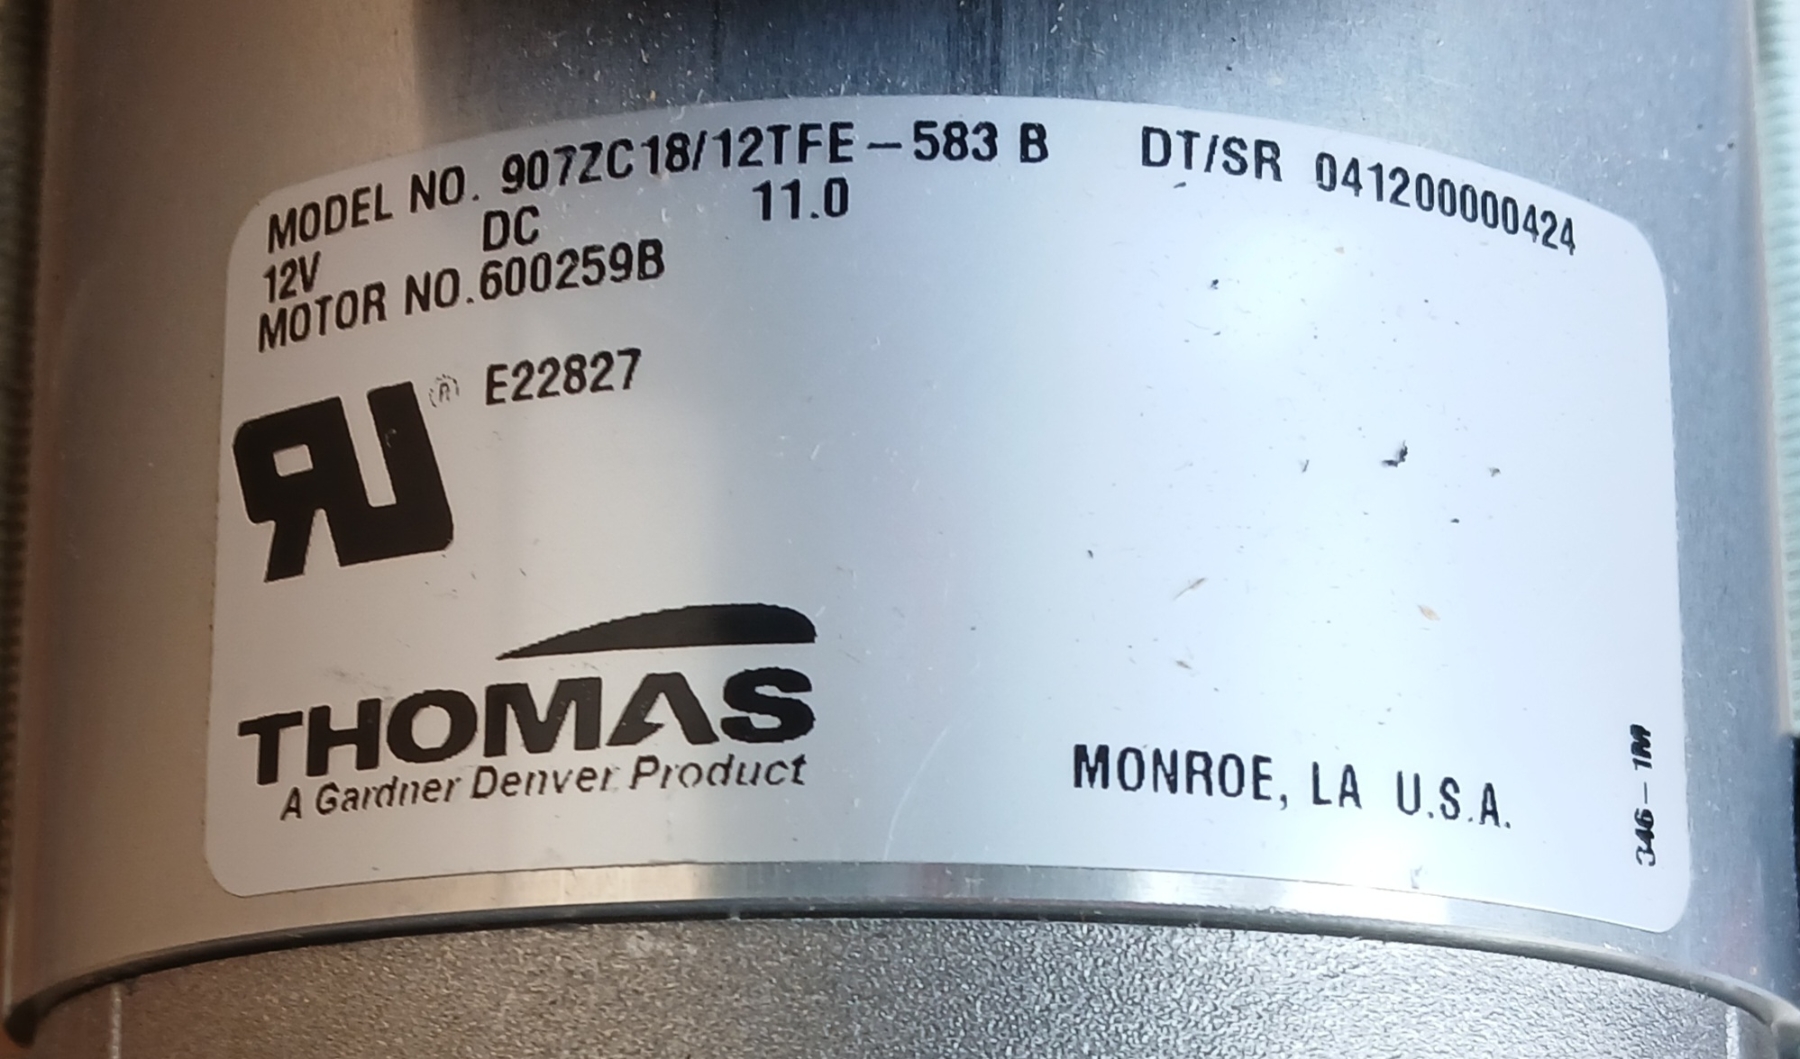 MODEL NO. 907ZC18/12TFE-583 B DT/SR 041200000424
12V DC 11.0
MOTOR NO.600259B
RU® E22827
THOMAS
A Gardner Denver Product
MONROE, LA U.S.A.
346-1M